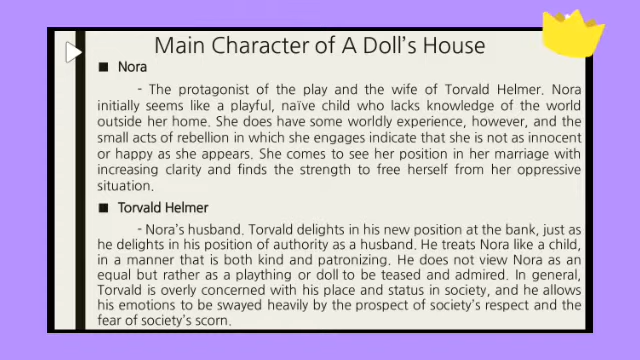 Main Character of A Doll's House
■ Nora
- The protagonist of the play and the wife of Torvald Helmer. Nora
initially seems like a playful, naïve child who lacks knowledge of the world
outside her home. She does have some worldly experience, however, and the
small acts of rebellion in which she engages indicate that she is not as innocent
or happy as she appears. She comes to see her position in her marriage with
increasing clarity and finds the strength to free herself from her oppressive
situation.
■ Torvald Helmer
- Nora's husband. Torvald delights in his new position at the bank, just as
he delights in his position of authority as a husband. He treats Nora like a child,
in a manner that is both kind and patronizing. He does not view Nora as an
equal but rather as a plaything or doll to be teased and admired. In general,
Torvald is overly concerned with his place and status in society, and he allows
his emotions to be swayed heavily by the prospect of society's respect and the
fear of society's scorn.